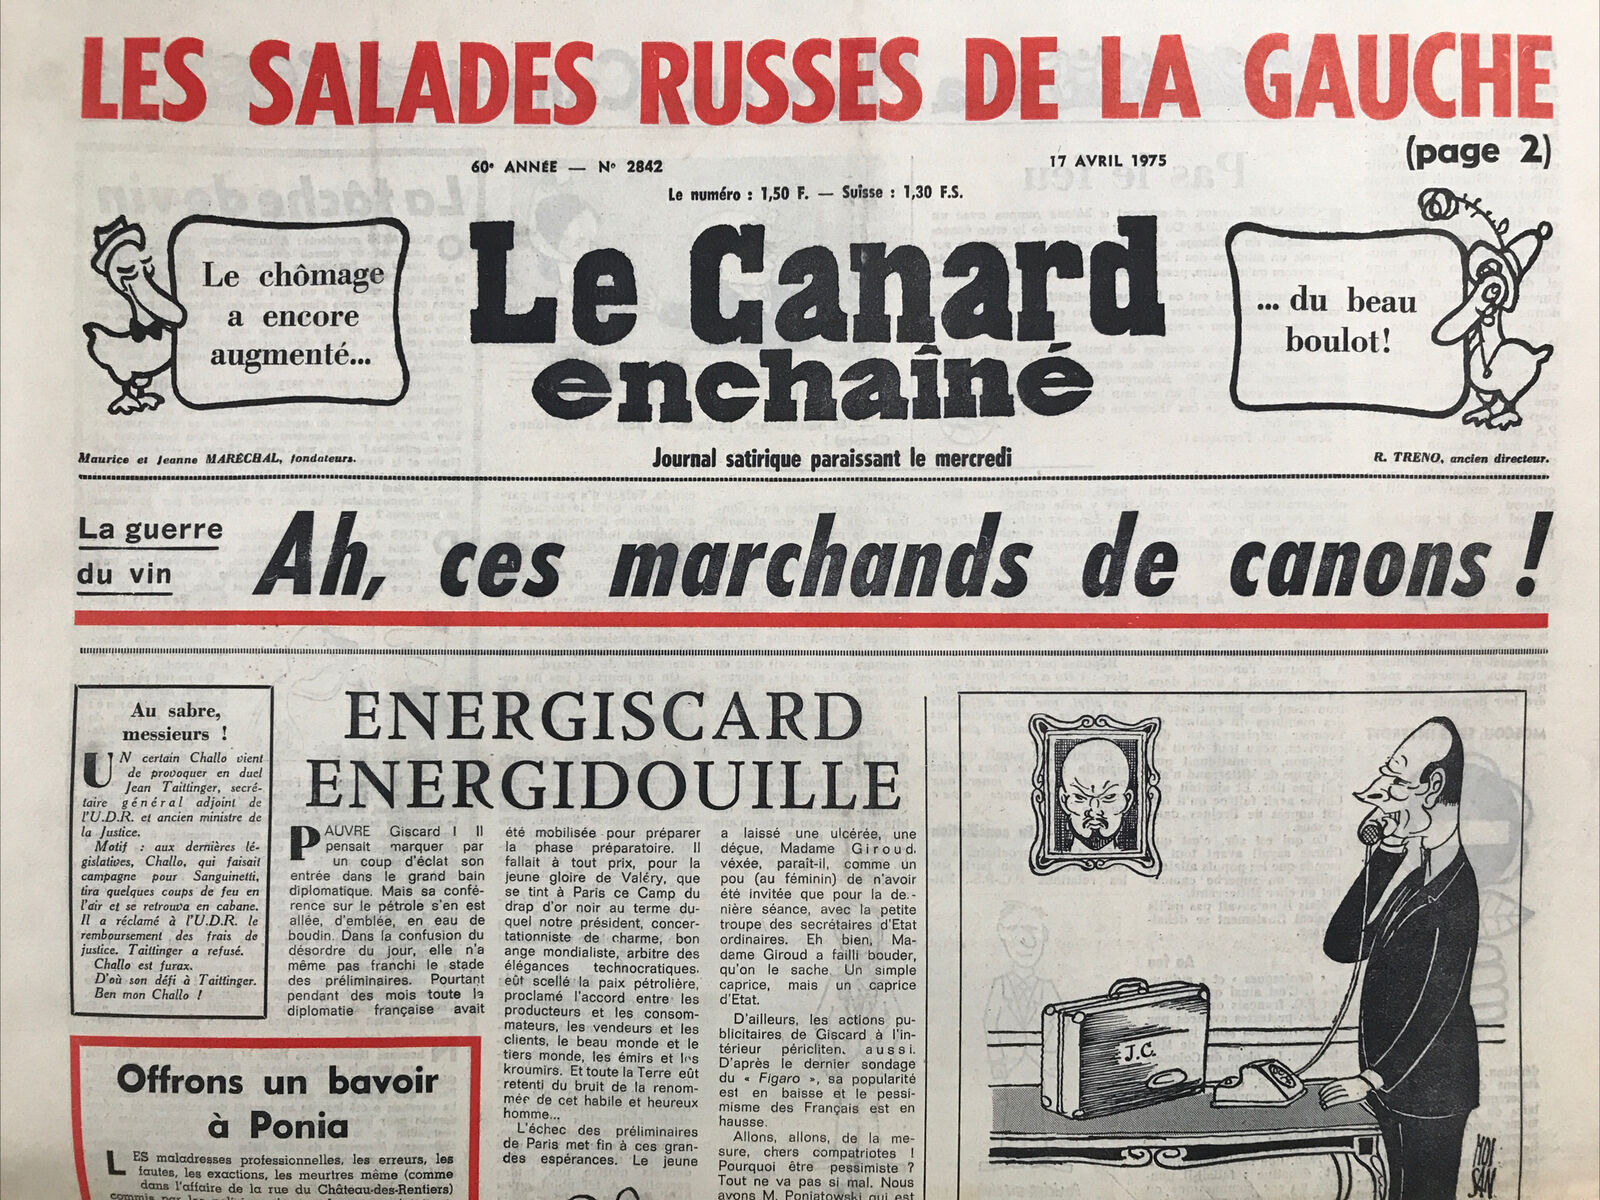 LES SALADES RUSSES DE LA GAUCHE
(page 2)
60e ANNÉE — No 2842
17 AVRIL 1975
Le numéro : 1,50 F. — Suisse : 1,30 F.S.
Le chômage
a encore
augmenté...
Le Canard
enchaîné
... du beau
boulot!
Maurice et Jeanne MARÉCHAL, fondateurs.
Journal satirique paraissant le mercredi
R. TRENO, ancien directeur.
La guerre
du vin
Ah, ces marchands de canons !
Au sabre,
messieurs !
UN certain Challo vient
de provoquer en duel
Jean Taittinger, secré-
taire général adjoint de
l'U.D.R. et ancien ministre de
la Justice.
Motif : aux dernières lé-
gislatives, Challo, qui faisait
campagne pour Sanguinetti,
tira quelques coups de feu en
l'air et se retrouva en cabane.
Il a réclamé à l'U.D.R. le
remboursement des frais de
justice. Taittinger a refusé.
Challo est furax.
D'où son défi à Taittinger.
Ben mon Challo !
ENERGISCARD
ENERGIDOUILLE
PAUVRE Giscard ! Il
pensait marquer par
un coup d'éclat son
entrée dans le grand bain
diplomatique. Mais sa confé-
rence sur le pétrole s'en est
allée, d'emblée, en eau de
boudin. Dans la confusion du
désordre du jour, elle n'a
même pas franchi le stade
des préliminaires. Pourtant
pendant des mois toute la
diplomatie française avait
été mobilisée pour préparer
la phase préparatoire. Il
fallait à tout prix, pour la
jeune gloire de Valéry, que
se tint à Paris ce Camp du
drap d'or noir au terme du-
quel notre président, concer-
tationniste de charme, bon
ange mondialiste, arbitre des
élégances technocratiques.
eût scellé la paix pétrolière,
proclamé l'accord entre les
producteurs et les consom-
mateurs, les vendeurs et les
clients, le beau monde et le
tiers monde, les émirs et les
kroumirs. Et toute la Terre eût
retenti du bruit de la renom-
mée de cet habile et heureux
homme...
L'échec des préliminaires
de Paris met fin à ces gran-
des espérances. Le jeune
a laissé une ulcérée, une
déçue, Madame Giroud,
véxée, paraît-il, comme un
pou (au féminin) de n'avoir
été invitée que pour la der-
nière séance, avec la petite
troupe des secrétaires d'Etat
ordinaires. Eh bien, Ma-
dame Giroud a failli bouder,
qu'on le sache. Un simple
caprice, mais un caprice
d'Etat.
D'ailleurs, les actions pu-
blicitaires de Giscard à l'in-
térieur péricliten. aussi.
D'après le dernier sondage
du « Figaro », sa popularité
est en baisse et le pessi-
misme des Français est en
hausse.
Allons, allons, de la me-
sure, chers compatriotes !
Pourquoi être pessimiste ?
Tout ne va pas si mal. Nous
avons M. Poniatowski qui est
J.C.
MOI
SAN
Offrons un bavoir
à Ponia
LES maladresses professionnelles, les erreurs, les
fautes, les exactions, les meurtres même (comme
dans l'affaire de la rue du Château-des-Rentiers)
commis par les